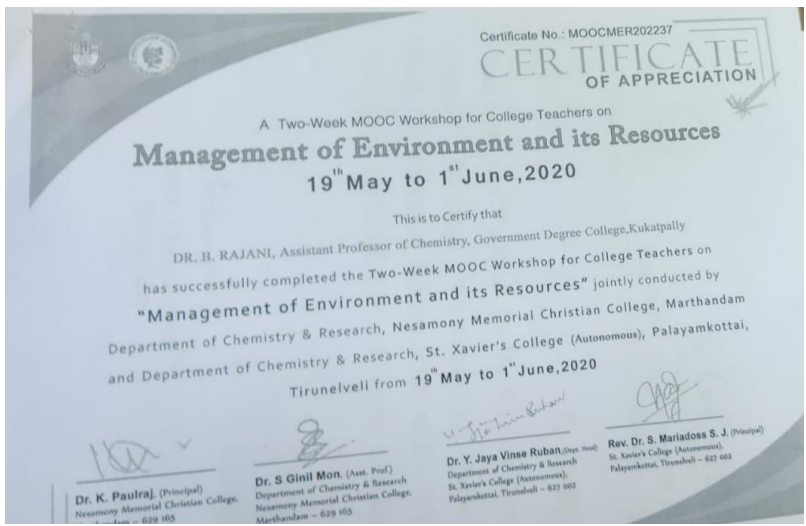 Certificate No.: MOOCMER202237
CERTIFICATE
OF APPRECIATION
A Two-Week MOOC Workshop for College Teachers on
Management of Environment and its Resources
19th May to 1st June,2020
This is to Certify that
DR. B. RAJANI, Assistant Professor of Chemistry, Government Degree College,Kukatpally
has successfully completed the Two-Week MOOC Workshop for College Teachers on
"Management of Environment and its Resources" jointly conducted by
Department of Chemistry & Research, Nesamony Memorial Christian College, Marthandam
and Department of Chemistry & Research, St. Xavier's College (Autonomous), Palayamkottai,
Tirunelveli from 19th May to 1st June,2020
Dr. K. Paulraj, (Principal)
Nesamony Memorial Christian College,
Marthandam – 629 165
Dr. S Ginil Mon. (Asst. Prof.)
Department of Chemistry & Research
Nesamony Memorial Christian College,
Marthandam – 629 165
Dr. Y. Jaya Vinse Ruban,(Dept. Head)
Department of Chemistry & Research
St. Xavier's College (Autonomous),
Palayamkottai, Tirunelveli – 627 002
Rev. Dr. S. Mariadoss S. J. (Principal)
St. Xavier's College (Autonomous),
Palayamkottai, Tirunelveli – 627 002